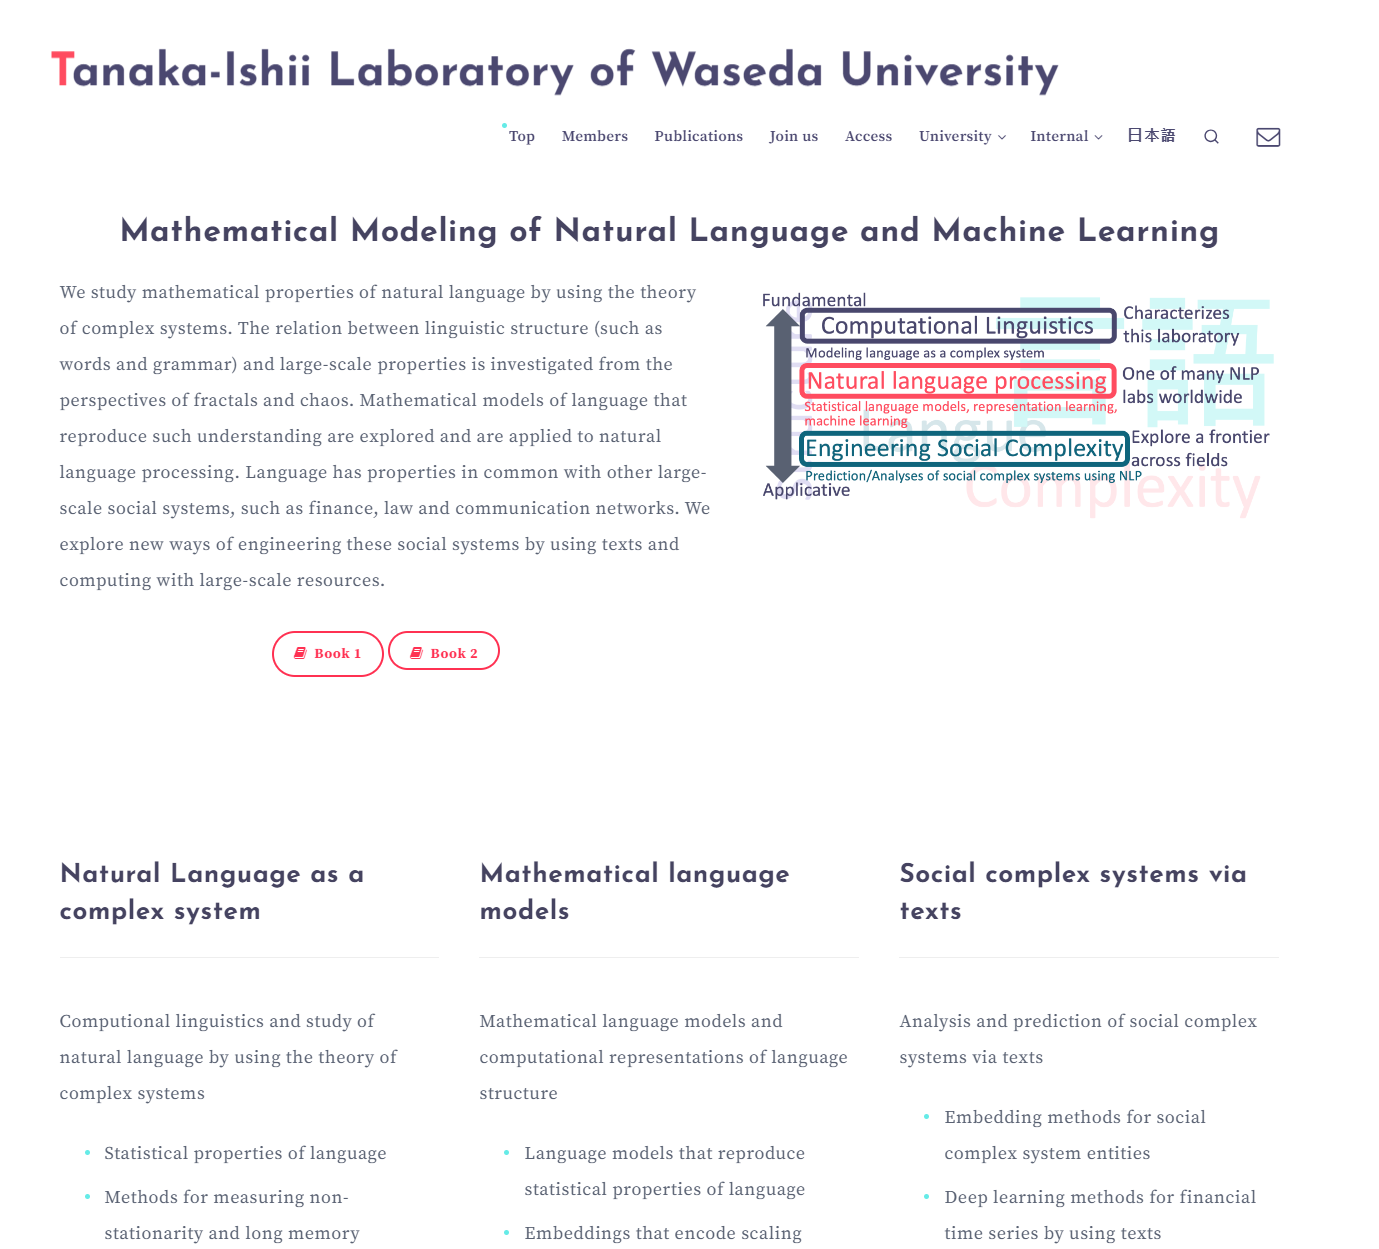 Tanaka-Ishii Laboratory of Waseda University
Top Members Publications Join us Access University Internal 日本語
Mathematical Modeling of Natural Language and Machine Learning
We study mathematical properties of natural language by using the theory
of complex systems. The relation between linguistic structure (such as
words and grammar) and large-scale properties is investigated from the
perspectives of fractals and chaos. Mathematical models of language that
reproduce such understanding are explored and are applied to natural
language processing. Language has properties in common with other large-
scale social systems, such as finance, law and communication networks. We
explore new ways of engineering these social systems by using texts and
computing with large-scale resources.
Book 1 Book 2
Fundamental
Computational Linguistics
Modeling language as a complex system
Characterizes
this laboratory
Natural language processing
Statistical language models, representation learning,
machine learning
One of many NLP
labs worldwide
Engineering Social Complexity
Prediction/Analyses of social complex systems using NLP
Explore a frontier
across fields
Applicative
言語
Langue
Complexity
Natural Language as a
complex system
Computional linguistics and study of
natural language by using the theory of
complex systems
Statistical properties of language
Methods for measuring non-
stationarity and long memory
Mathematical language
models
Mathematical language models and
computational representations of language
structure
Language models that reproduce
statistical properties of language
Embeddings that encode scaling
Social complex systems via
texts
Analysis and prediction of social complex
systems via texts
Embedding methods for social
complex system entities
Deep learning methods for financial
time series by using texts